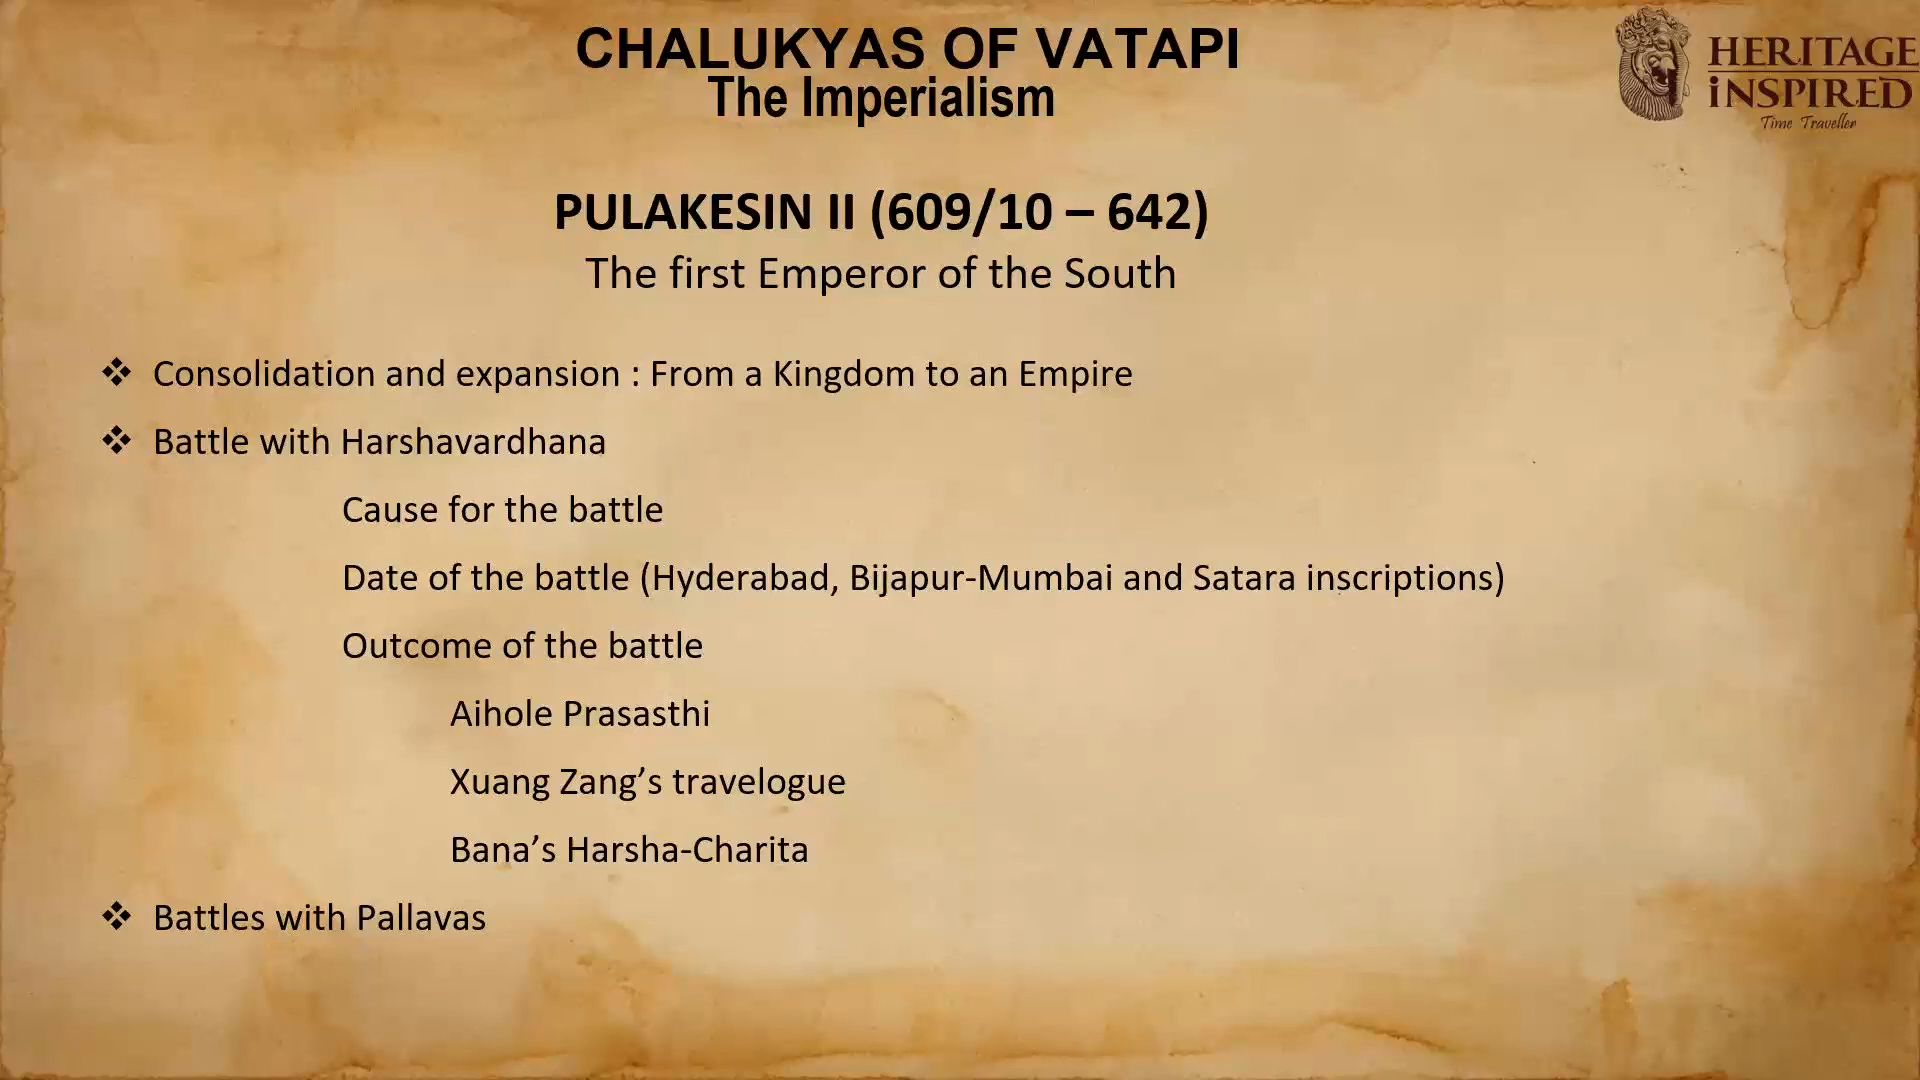 CHALUKYAS OF VATAPI
The Imperialism
HERITAGE
iNSPIRED
Time Traveller
PULAKESIN II (609/10 – 642)
The first Emperor of the South
❖ Consolidation and expansion : From a Kingdom to an Empire
❖ Battle with Harshavardhana
Cause for the battle
Date of the battle (Hyderabad, Bijapur-Mumbai and Satara inscriptions)
Outcome of the battle
Aihole Prasasthi
Xuang Zang’s travelogue
Bana’s Harsha-Charita
❖ Battles with Pallavas